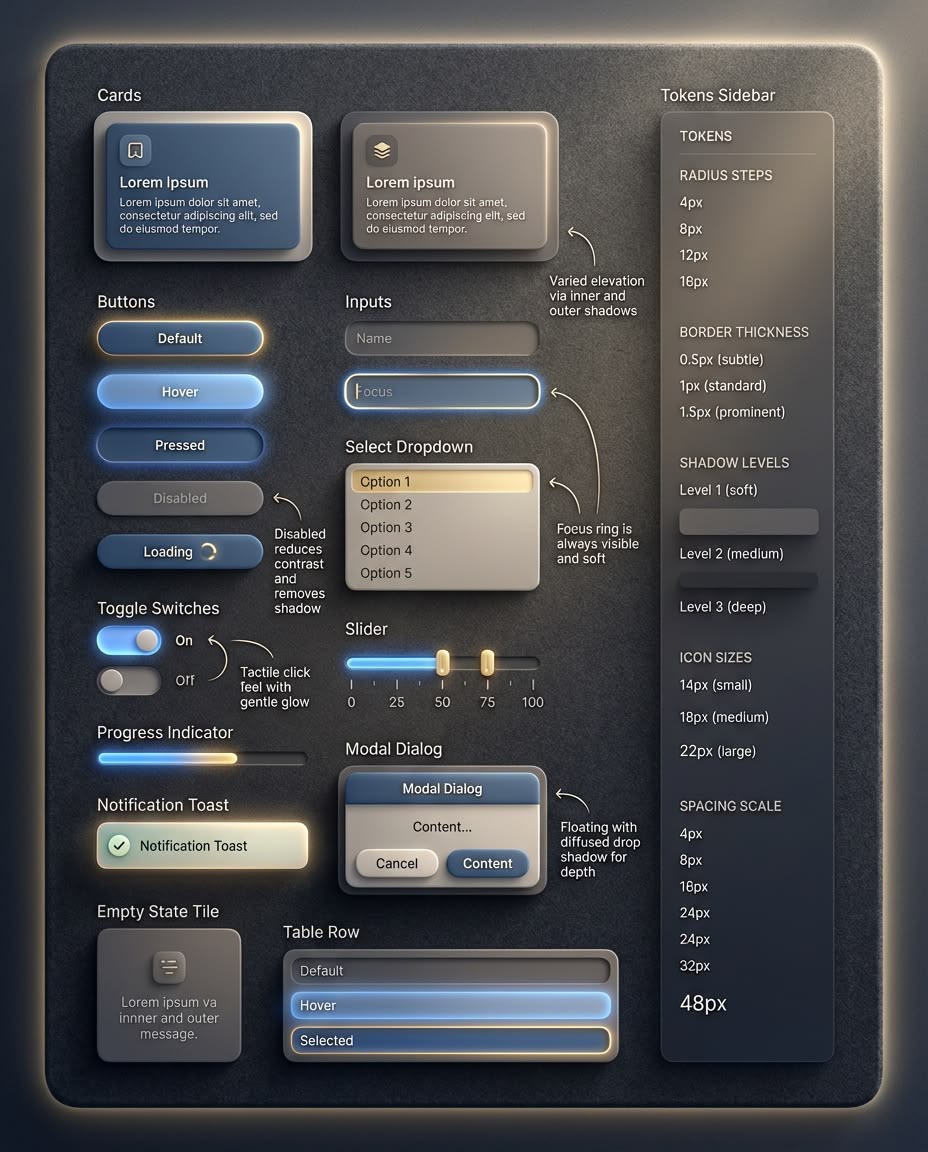 Cards
Lorem Ipsum
Lorem ipsum dolor sit amet,
consectetur adipiscing allt, sed
do eiusmod tempor.
Lorem ipsum
Lorem ipsum dolor sit amet,
consectetur adipiscing ellt, sed
do eiusmod tempor.
Varied elevation
via inner and
outer shadows
Buttons
Default
Hover
Pressed
Disabled
Loading
Disabled
reduces
contrast
and
removes
shadow
Inputs
Name
Focus
Select Dropdown
Option 1
Option 2
Option 3
Option 4
Option 5
Focus ring is
always visible
and soft
Toggle Switches
On
Off
Tactile click
feel with
gentle glow
Slider
0 25 50 75 100
Progress Indicator
Notification Toast
Notification Toast
Modal Dialog
Modal Dialog
Content...
Cancel
Content
Floating with
diffused drop
shadow for
depth
Empty State Tile
Lorem ipsum va
innner and outer
message.
Table Row
Default
Hover
Selected
Tokens Sidebar
TOKENS
RADIUS STEPS
4px
8px
12px
16px
BORDER THICKNESS
0.5px (subtle)
1px (standard)
1.5px (prominent)
SHADOW LEVELS
Level 1 (soft)
Level 2 (medium)
Level 3 (deep)
ICON SIZES
14px (small)
18px (medium)
22px (large)
SPACING SCALE
4px
8px
16px
24px
24px
32px
48px